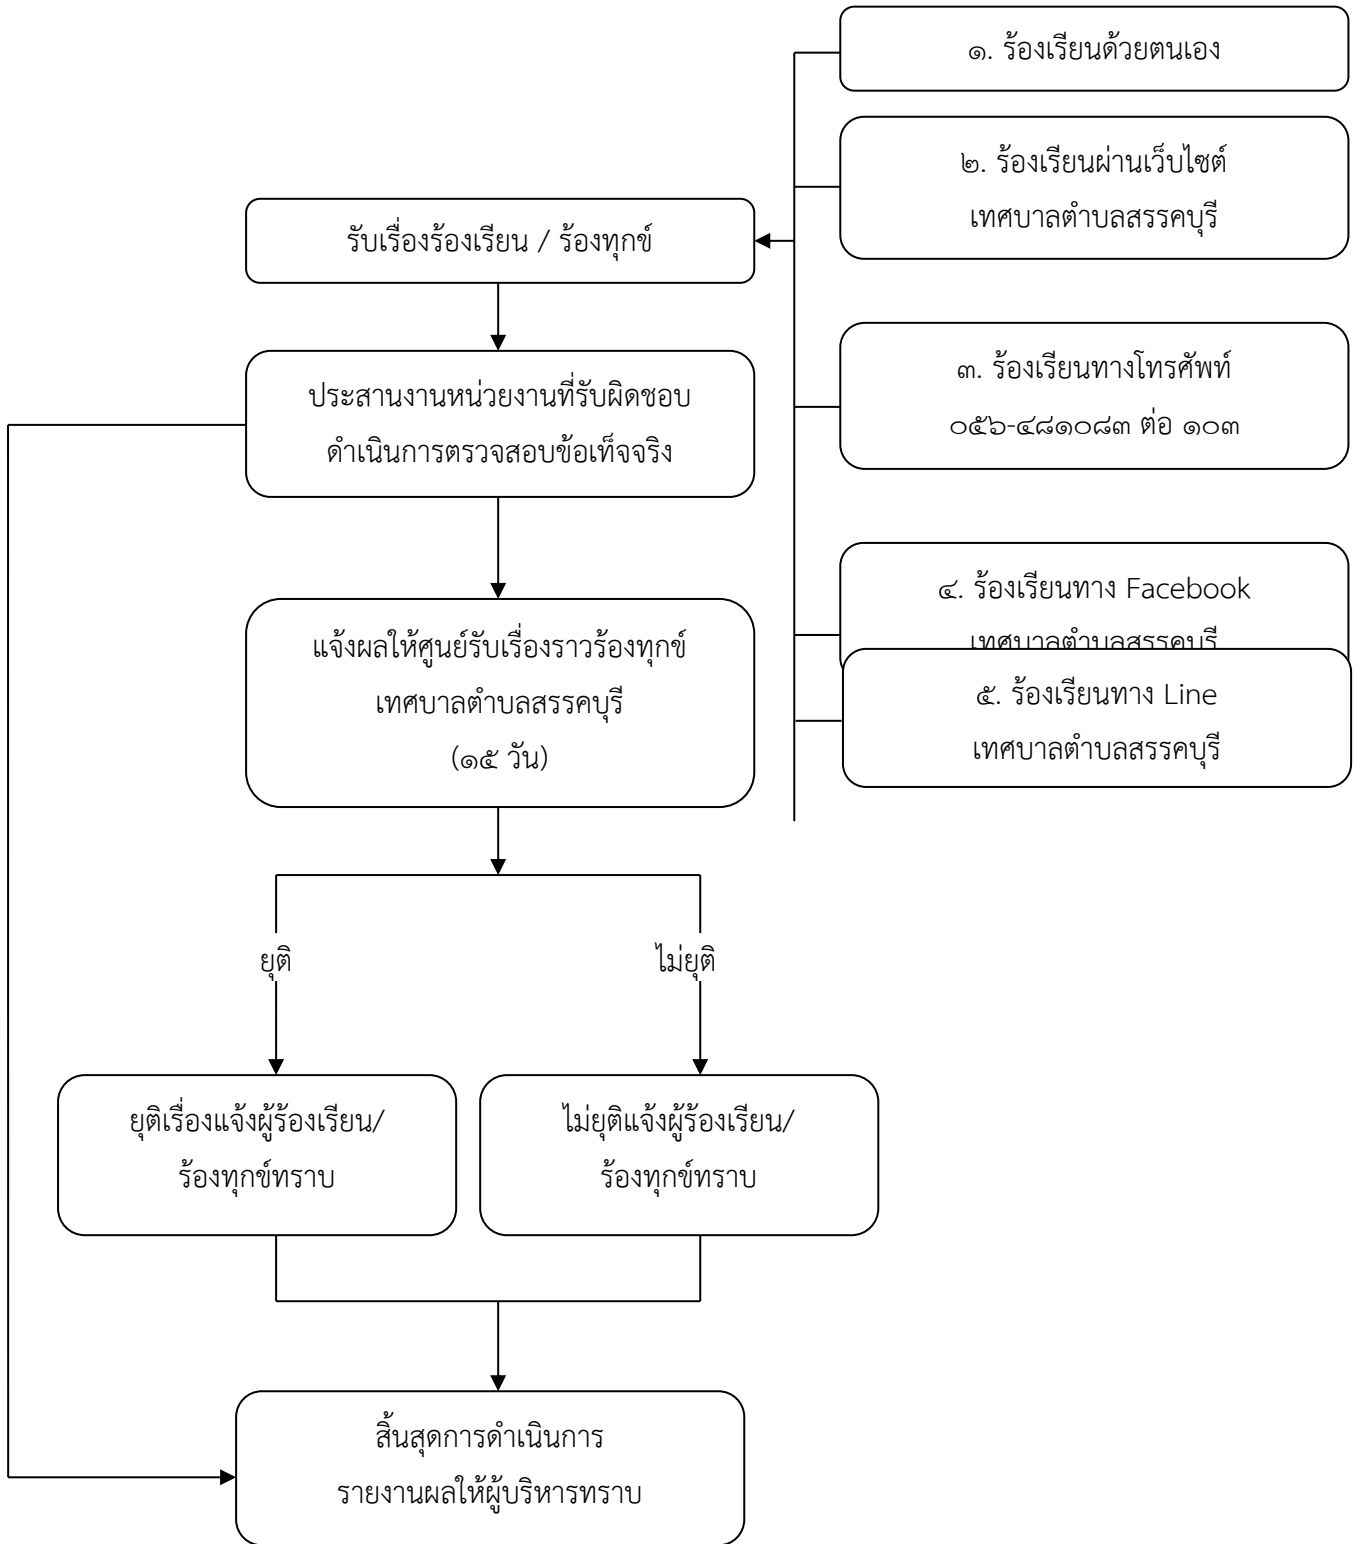 ๑. ร้องเรียนด้วยตนเอง
๒. ร้องเรียนผ่านเว็บไซต์
เทศบาลตำบลสรรคบุรี
รับเรื่องร้องเรียน / ร้องทุกข์
๓. ร้องเรียนทางโทรศัพท์
๐๕๖-๔๘๑๐๘๓ ต่อ ๑๐๓
ประสานงานหน่วยงานที่รับผิดชอบ
ดำเนินการตรวจสอบข้อเท็จจริง
๔. ร้องเรียนทาง Facebook
เทศบาลตำบลสรรคบุรี
๕. ร้องเรียนทาง Line
เทศบาลตำบลสรรคบุรี
แจ้งผลให้ศูนย์รับเรื่องราวร้องทุกข์
เทศบาลตำบลสรรคบุรี
(๑๕ วัน)
ยุติ
ไม่ยุติ
ยุติเรื่องแจ้งผู้ร้องเรียน/
ร้องทุกข์ทราบ
ไม่ยุติแจ้งผู้ร้องเรียน/
ร้องทุกข์ทราบ
สิ้นสุดการดำเนินการ
รายงานผลให้ผู้บริหารทราบ